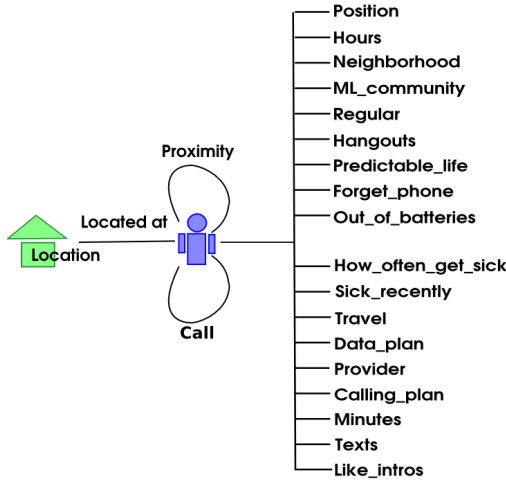 Proximity
Located at
Location
Call
Position
Hours
Neighborhood
ML_community
Regular
Hangouts
Predictable_life
Forget_phone
Out_of_batteries
How_often_get_sick
Sick_recently
Travel
Data_plan
Provider
Calling_plan
Minutes
Texts
Like_intros